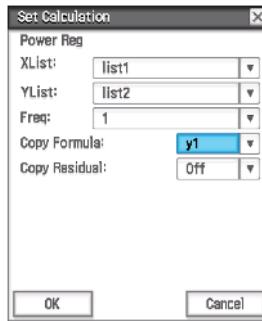 Set Calculation
Power Reg
XList: list1
YList: list2
Freq: 1
Copy Formula: y1
Copy Residual: Off
OK Cancel